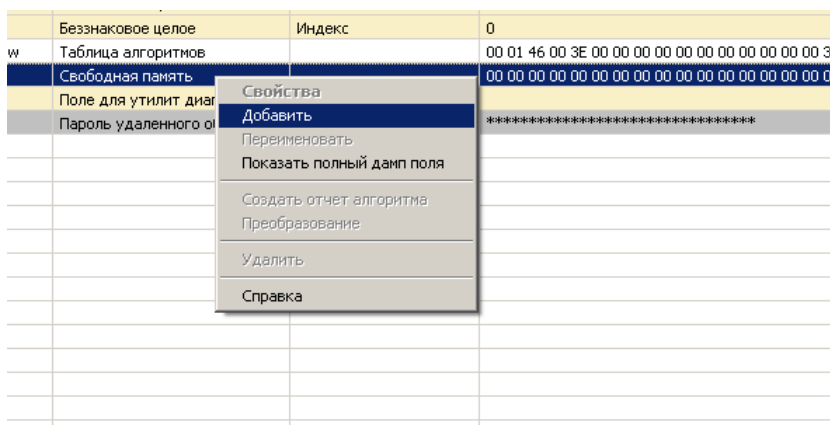 Беззнаковое целое Индекс 0
w Таблица алгоритмов 00 01 46 00 3E 00 00 00 00 00 00 00 00 00 00 00 3
Свободная память 00 00 00 00 00 00 00 00 00 00 00 00 00 00 00 00 0
Свойства
Поле для утилит диаг
Добавить
Пароль удаленного о ********************************
Переименовать
Показать полный дамп поля
Создать отчет алгоритма
Преобразование
Удалить
Справка